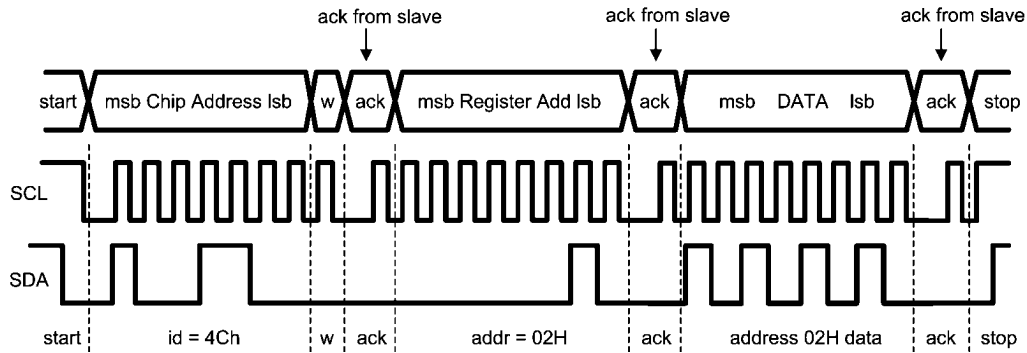 ack from slave ack from slave ack from slave
start msb Chip Address lsb w ack msb Register Add lsb ack msb DATA lsb ack stop
SCL
SDA
start id = 4Ch w ack addr = 02H ack address 02H data ack stop